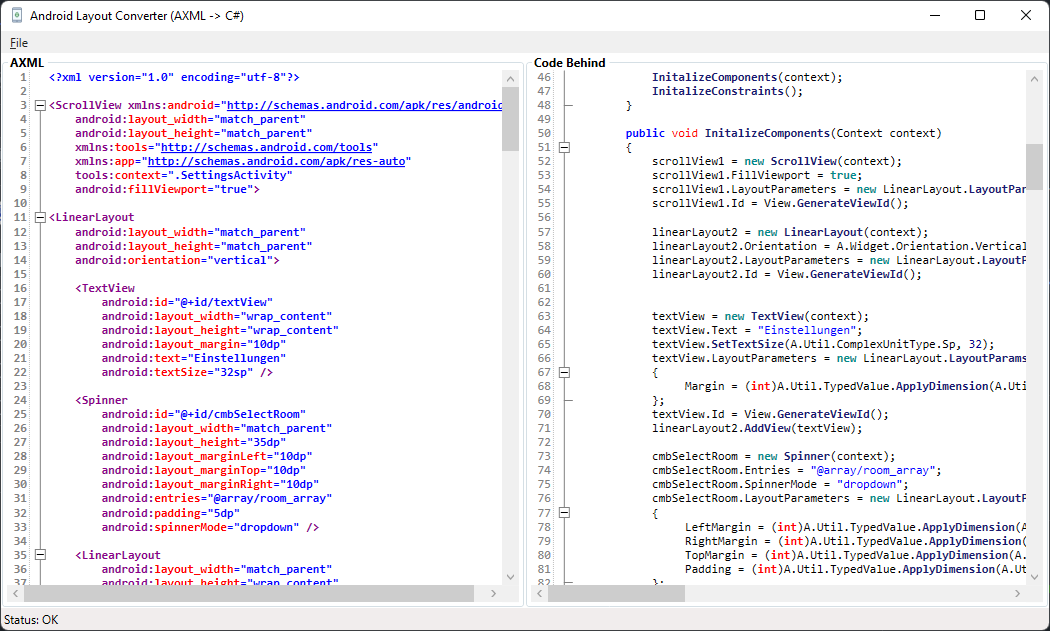 Android Layout Converter (AXML -> C#)
File
AXML
1 <?xml version="1.0" encoding="utf-8"?>
2
3 <ScrollView xmlns:android="http://schemas.android.com/apk/res/android
4 android:layout_width="match_parent"
5 android:layout_height="match_parent"
6 xmlns:tools="http://schemas.android.com/tools"
7 xmlns:app="http://schemas.android.com/apk/res-auto"
8 tools:context=".SettingsActivity"
9 android:fillViewport="true">
10
11 <LinearLayout
12 android:layout_width="match_parent"
13 android:layout_height="match_parent"
14 android:orientation="vertical">
15
16 <TextView
17 android:id="@+id/textView"
18 android:layout_width="wrap_content"
19 android:layout_height="wrap_content"
20 android:layout_margin="10dp"
21 android:text="Einstellungen"
22 android:textSize="32sp" />
23
24 <Spinner
25 android:id="@+id/cmbSelectRoom"
26 android:layout_width="match_parent"
27 android:layout_height="35dp"
28 android:layout_marginLeft="10dp"
29 android:layout_marginTop="10dp"
30 android:layout_marginRight="10dp"
31 android:entries="@array/room_array"
32 android:padding="5dp"
33 android:spinnerMode="dropdown" />
34
35 <LinearLayout
36 android:layout_width="match_parent"
37 android:layout_height="wrap_content"
Code Behind
46 InitalizeComponents(context);
47 InitalizeConstraints();
48 }
49
50 public void InitalizeComponents(Context context)
51 {
52 scrollView1 = new ScrollView(context);
53 scrollView1.FillViewport = true;
54 scrollView1.LayoutParameters = new LinearLayout.LayoutPar
55 scrollView1.Id = View.GenerateViewId();
56
57 linearLayout2 = new LinearLayout(context);
58 linearLayout2.Orientation = A.Widget.Orientation.Vertical
59 linearLayout2.LayoutParameters = new LinearLayout.LayoutP
60 linearLayout2.Id = View.GenerateViewId();
61
62
63 textView = new TextView(context);
64 textView.Text = "Einstellungen";
65 textView.SetTextSize(A.Util.ComplexUnitType.Sp, 32);
66 textView.LayoutParameters = new LinearLayout.LayoutParams
67 {
68 Margin = (int)A.Util.TypedValue.ApplyDimension(A.Uti
69 };
70 textView.Id = View.GenerateViewId();
71 linearLayout2.AddView(textView);
72
73 cmbSelectRoom = new Spinner(context);
74 cmbSelectRoom.Entries = "@array/room_array";
75 cmbSelectRoom.SpinnerMode = "dropdown";
76 cmbSelectRoom.LayoutParameters = new LinearLayout.LayoutP
77 {
78 LeftMargin = (int)A.Util.TypedValue.ApplyDimension(A
79 RightMargin = (int)A.Util.TypedValue.ApplyDimension(
80 TopMargin = (int)A.Util.TypedValue.ApplyDimension(A.
81 Padding = (int)A.Util.TypedValue.ApplyDimension(A.Ut
82 };
Status: OK